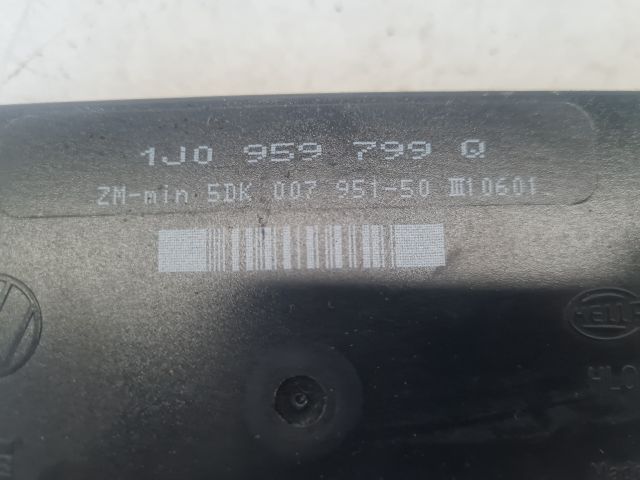 1J0 959 799 Q
ZM-min 5DK 007 951-50 III10601
HELLA